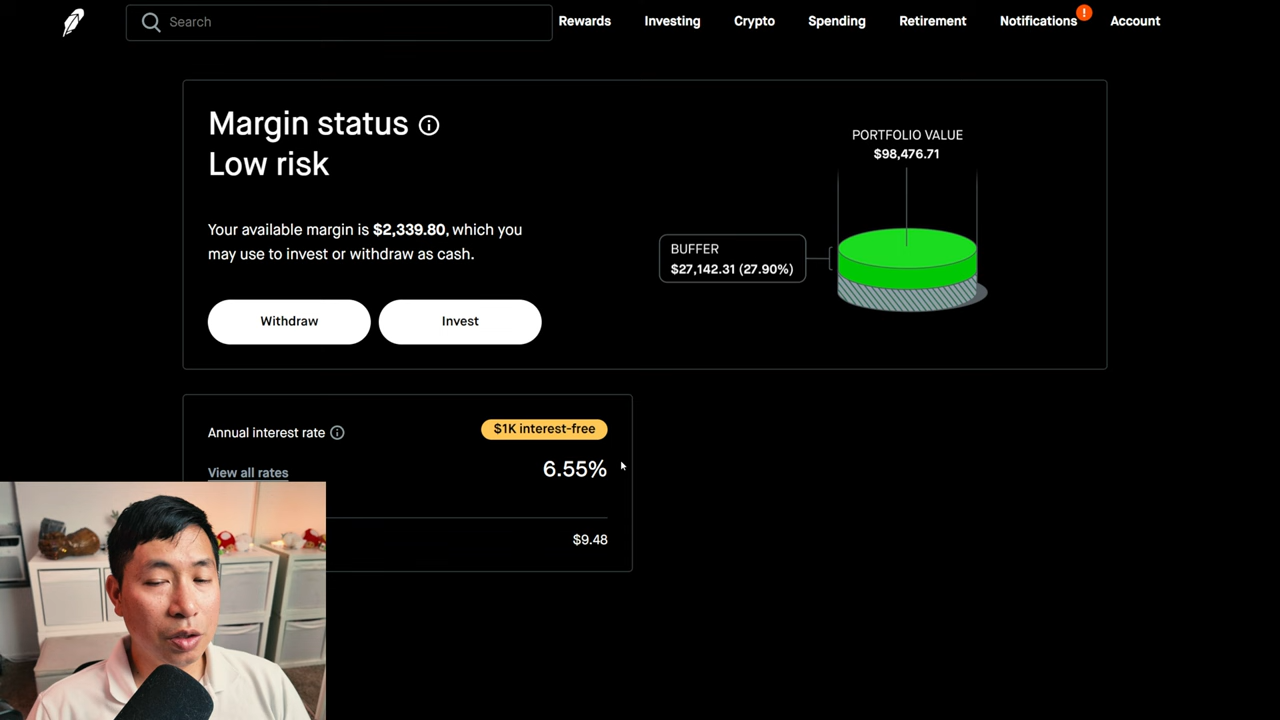 Search
Rewards
Investing
Crypto
Spending
Retirement
Notifications
!
Account
Margin status
Low risk
Your available margin is $2,339.80, which you
may use to invest or withdraw as cash.
Withdraw
Invest
PORTFOLIO VALUE
$98,476.71
BUFFER
$27,142.31 (27.90%)
Annual interest rate
$1K interest-free
View all rates
6.55%
$9.48